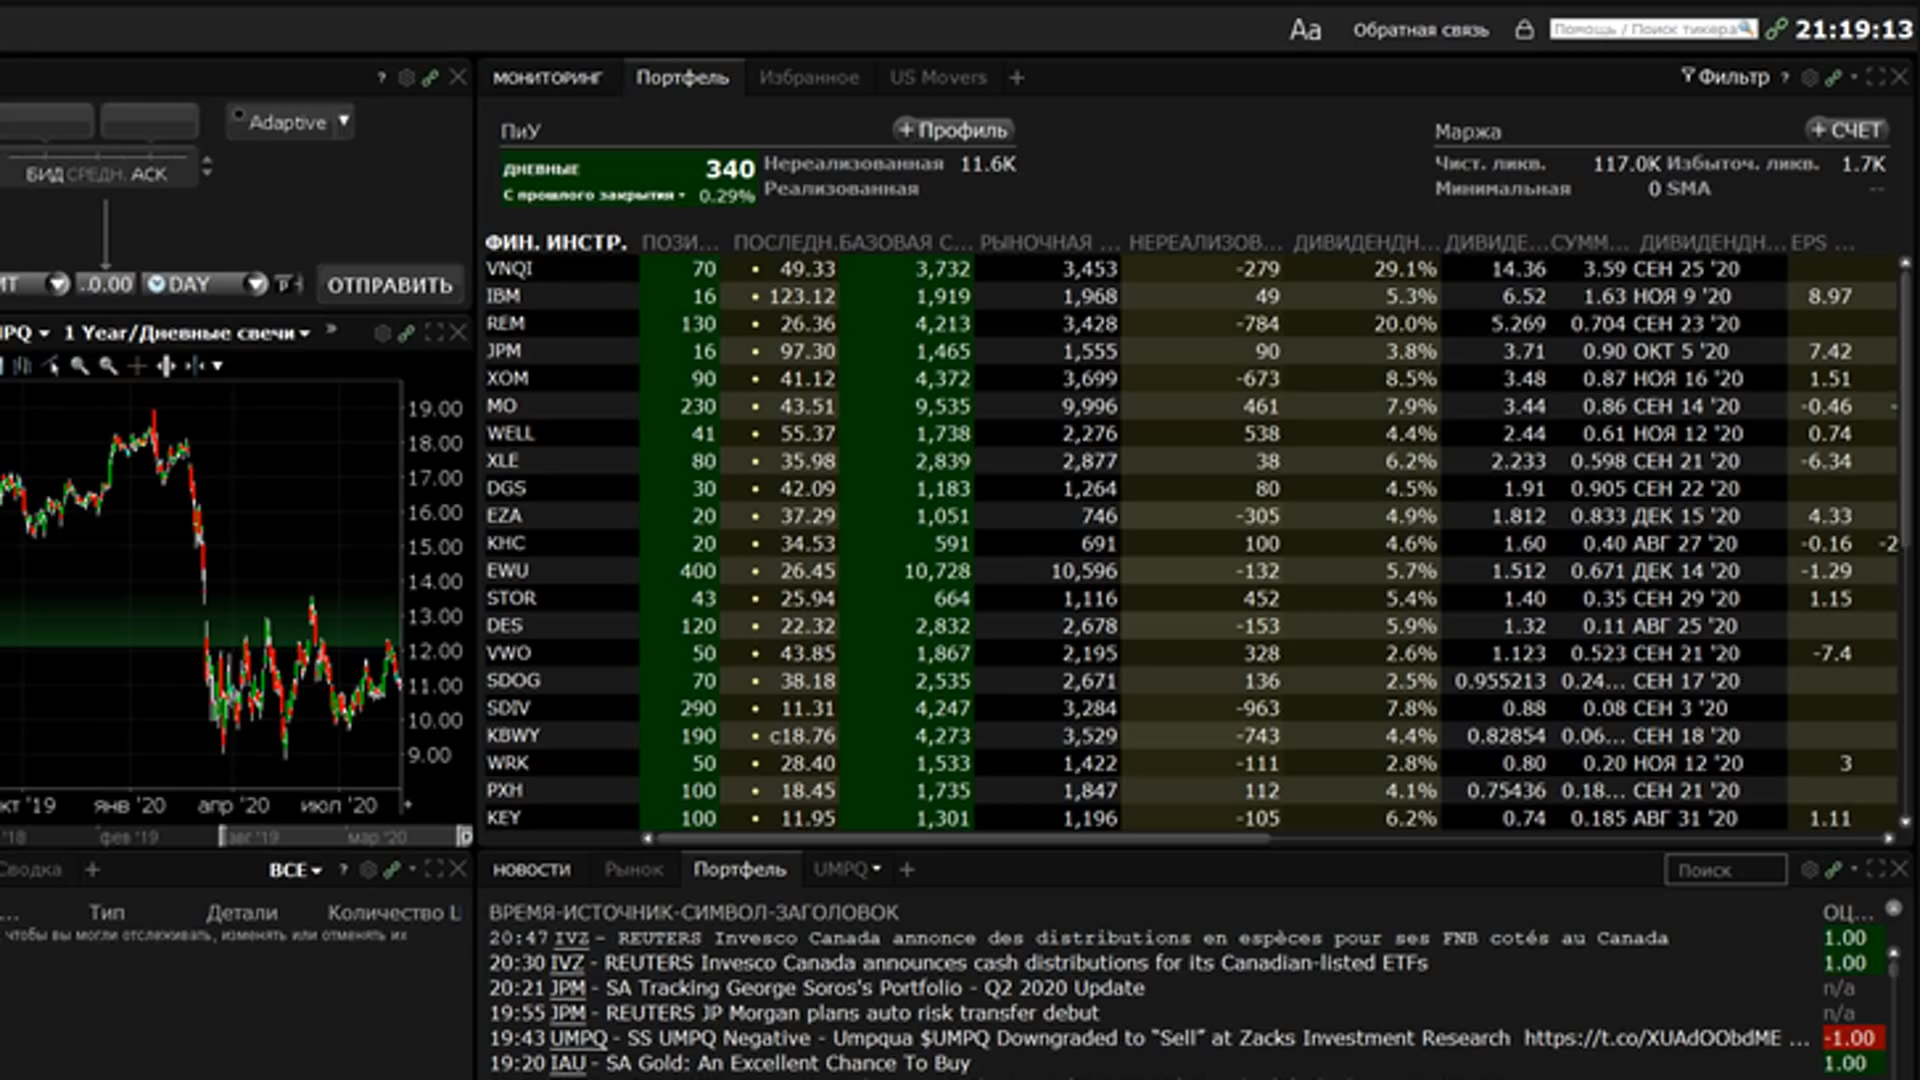 Aa Обратная связь Помощь / Поиск тикера 21:19:13
? МОНИТОРИНГ Портфель Избранное US Movers + Фильтр ?
Adaptive
БИД СРЕДН. АСК
..0.00 DAY ОТПРАВИТЬ
ПиУ + Профиль Маржа + СЧЕТ
ДНЕВНЫЕ 340 Нереализованная 11.6K Чист. ликв. 117.0K Избыточ. ликв. 1.7K
С прошлого закрытия 0.29% Реализованная Минимальная 0 SMA --
ФИН. ИНСТР. ПОЗИ... ПОСЛЕДН. БАЗОВАЯ С... РЫНОЧНАЯ ... НЕРЕАЛИЗОВ... ДИВИДЕНДН... ДИВИДЕ... СУММ... ДИВИДЕНДН... EPS ...
VNQI 70 • 49.33 3,732 3,453 -279 29.1% 14.36 3.59 СЕН 25 '20
IBM 16 • 123.12 1,919 1,968 49 5.3% 6.52 1.63 НОЯ 9 '20 8.97
REM 130 • 26.36 4,213 3,428 -784 20.0% 5.269 0.704 СЕН 23 '20
JPM 16 • 97.30 1,465 1,555 90 3.8% 3.71 0.90 ОКТ 5 '20 7.42
XOM 90 • 41.12 4,372 3,699 -673 8.5% 3.48 0.87 НОЯ 16 '20 1.51
MO 230 • 43.51 9,535 9,996 461 7.9% 3.44 0.86 СЕН 14 '20 -0.46 -
WELL 41 • 55.37 1,738 2,276 538 4.4% 2.44 0.61 НОЯ 12 '20 0.74
XLE 80 • 35.98 2,839 2,877 38 6.2% 2.233 0.598 СЕН 21 '20 -6.34
DGS 30 • 42.09 1,183 1,264 80 4.5% 1.91 0.905 СЕН 22 '20
EZA 20 • 37.29 1,051 746 -305 4.9% 1.812 0.833 ДЕК 15 '20 4.33
KHC 20 • 34.53 591 691 100 4.6% 1.60 0.40 АВГ 27 '20 -0.16 -2
EWU 400 • 26.45 10,728 10,596 -132 5.7% 1.512 0.671 ДЕК 14 '20 -1.29
STOR 43 • 25.94 664 1,116 452 5.4% 1.40 0.35 СЕН 29 '20 1.15
DES 120 • 22.32 2,832 2,678 -153 5.9% 1.32 0.11 АВГ 25 '20
VWO 50 • 43.85 1,867 2,195 328 2.6% 1.123 0.523 СЕН 21 '20 -7.4
SDOG 70 • 38.18 2,535 2,671 136 2.5% 0.955213 0.24... СЕН 17 '20
SDIV 290 • 11.31 4,247 3,284 -963 7.8% 0.88 0.08 СЕН 3 '20
KBWY 190 • c18.76 4,273 3,529 -743 4.4% 0.82854 0.06... СЕН 18 '20
WRK 50 • 28.40 1,533 1,422 -111 2.8% 0.80 0.20 НОЯ 12 '20 3
PXH 100 • 18.45 1,735 1,847 112 4.1% 0.75436 0.18... СЕН 21 '20
KEY 100 • 11.95 1,301 1,196 -105 6.2% 0.74 0.185 АВГ 31 '20 1.11
MPQ 1 Year/Дневные свечи »
19.00
18.00
17.00
16.00
15.00
14.00
13.00
12.00
11.00
10.00
9.00
кт '19 янв '20 апр '20 июл '20
'18 фев '19 авг '19 мар '20
Сводка + ВСЕ ?
... Тип Детали Количество
чтобы вы могли отслеживать, изменять или отменять их
НОВОСТИ Рынок Портфель UMPQ + Поиск
ВРЕМЯ-ИСТОЧНИК-СИМВОЛ-ЗАГОЛОВОК ОЦ...
20:47 IVZ - REUTERS Invesco Canada annonce des distributions en espèces pour ses FNB cotés au Canada 1.00
20:30 IVZ - REUTERS Invesco Canada announces cash distributions for its Canadian-listed ETFs 1.00
20:21 JPM - SA Tracking George Soros's Portfolio - Q2 2020 Update n/a
19:55 JPM - REUTERS JP Morgan plans auto risk transfer debut n/a
19:43 UMPQ - SS UMPQ Negative - Umpqua $UMPQ Downgraded to "Sell" at Zacks Investment Research https://t.co/XUAdOObdME ... -1.00
19:20 IAU - SA Gold: An Excellent Chance To Buy 1.00